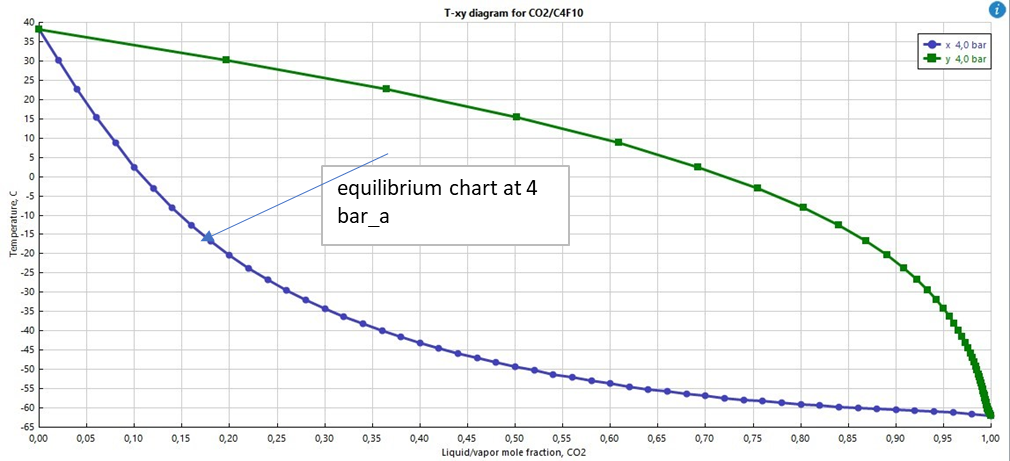 T-xy diagram for CO2/C4F10
i
x 4,0 bar
y 4,0 bar
40
35
30
25
20
15
10
5
0
-5
-10
-15
-20
-25
-30
-35
-40
-45
-50
-55
-60
-65
Temperature, C
equilibrium chart at 4
bar_a
0,00 0,05 0,10 0,15 0,20 0,25 0,30 0,35 0,40 0,45 0,50 0,55 0,60 0,65 0,70 0,75 0,80 0,85 0,90 0,95 1,00
Liquid/vapor mole fraction, CO2